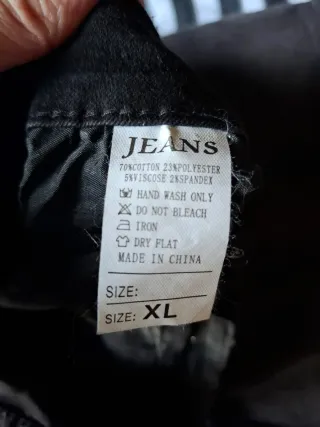 JEANS
70%COTTON 23%POLYESTER
5%VISCOSE 2%SPANDEX
HAND WASH ONLY
DO NOT BLEACH
IRON
DRY FLAT
MADE IN CHINA
SIZE:
SIZE: XL